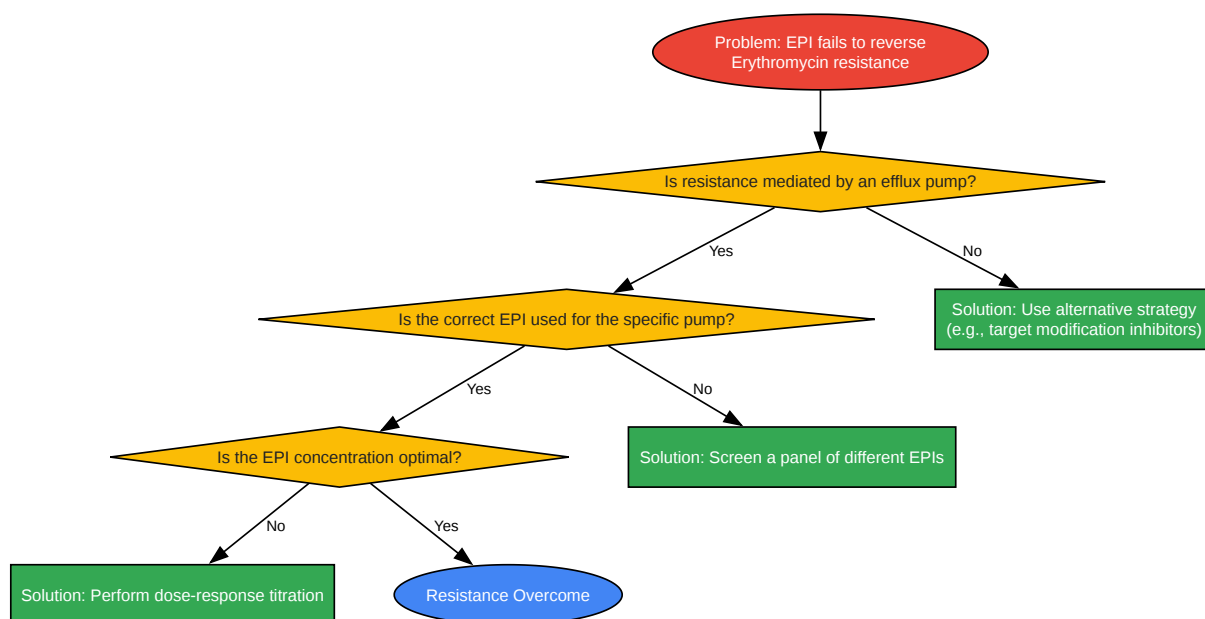 Problem: EPI fails to reverse
Erythromycin resistance
Is resistance mediated by an efflux pump?
Yes
No
Is the correct EPI used for the specific pump?
Solution: Use alternative strategy
(e.g., target modification inhibitors)
Yes
No
Is the EPI concentration optimal?
Solution: Screen a panel of different EPIs
No
Yes
Solution: Perform dose-response titration
Resistance Overcome